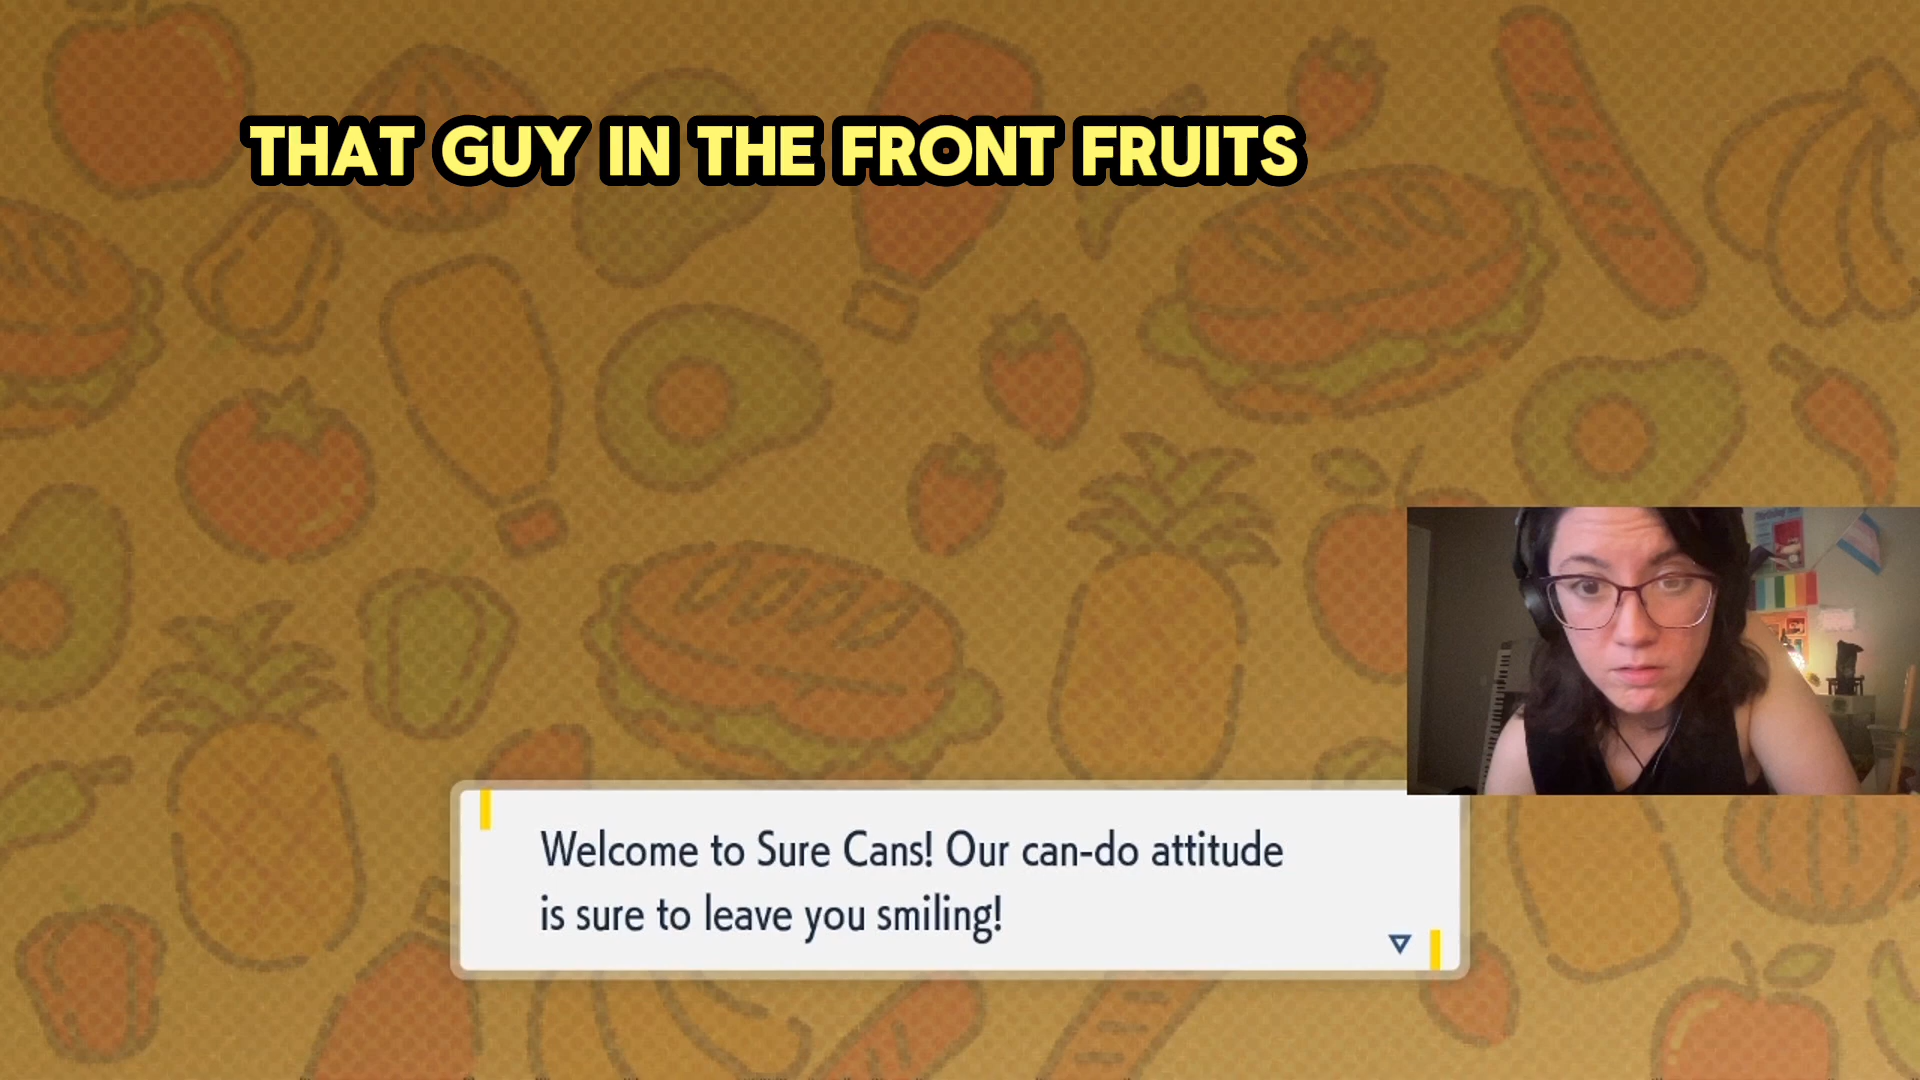 THAT GUY IN THE FRONT FRUITS
Welcome to Sure Cans! Our can-do attitude
is sure to leave you smiling!